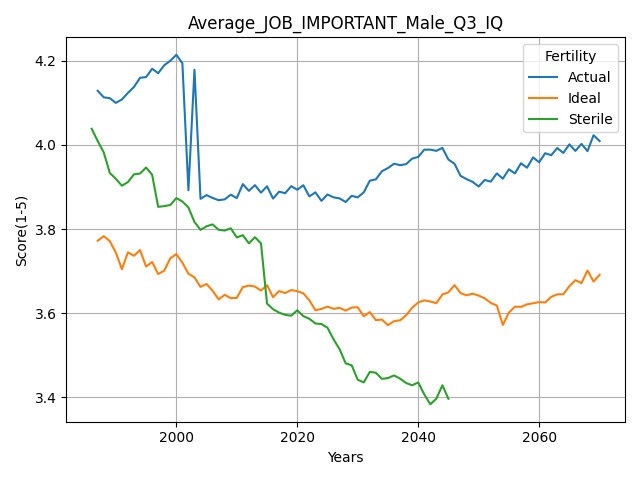 Average_JOB_IMPORTANT_Male_Q3_IQ
Fertility
Actual
Ideal
Sterile
Score(1-5)
4.2
4.0
3.8
3.6
3.4
2000 2020 2040 2060
Years